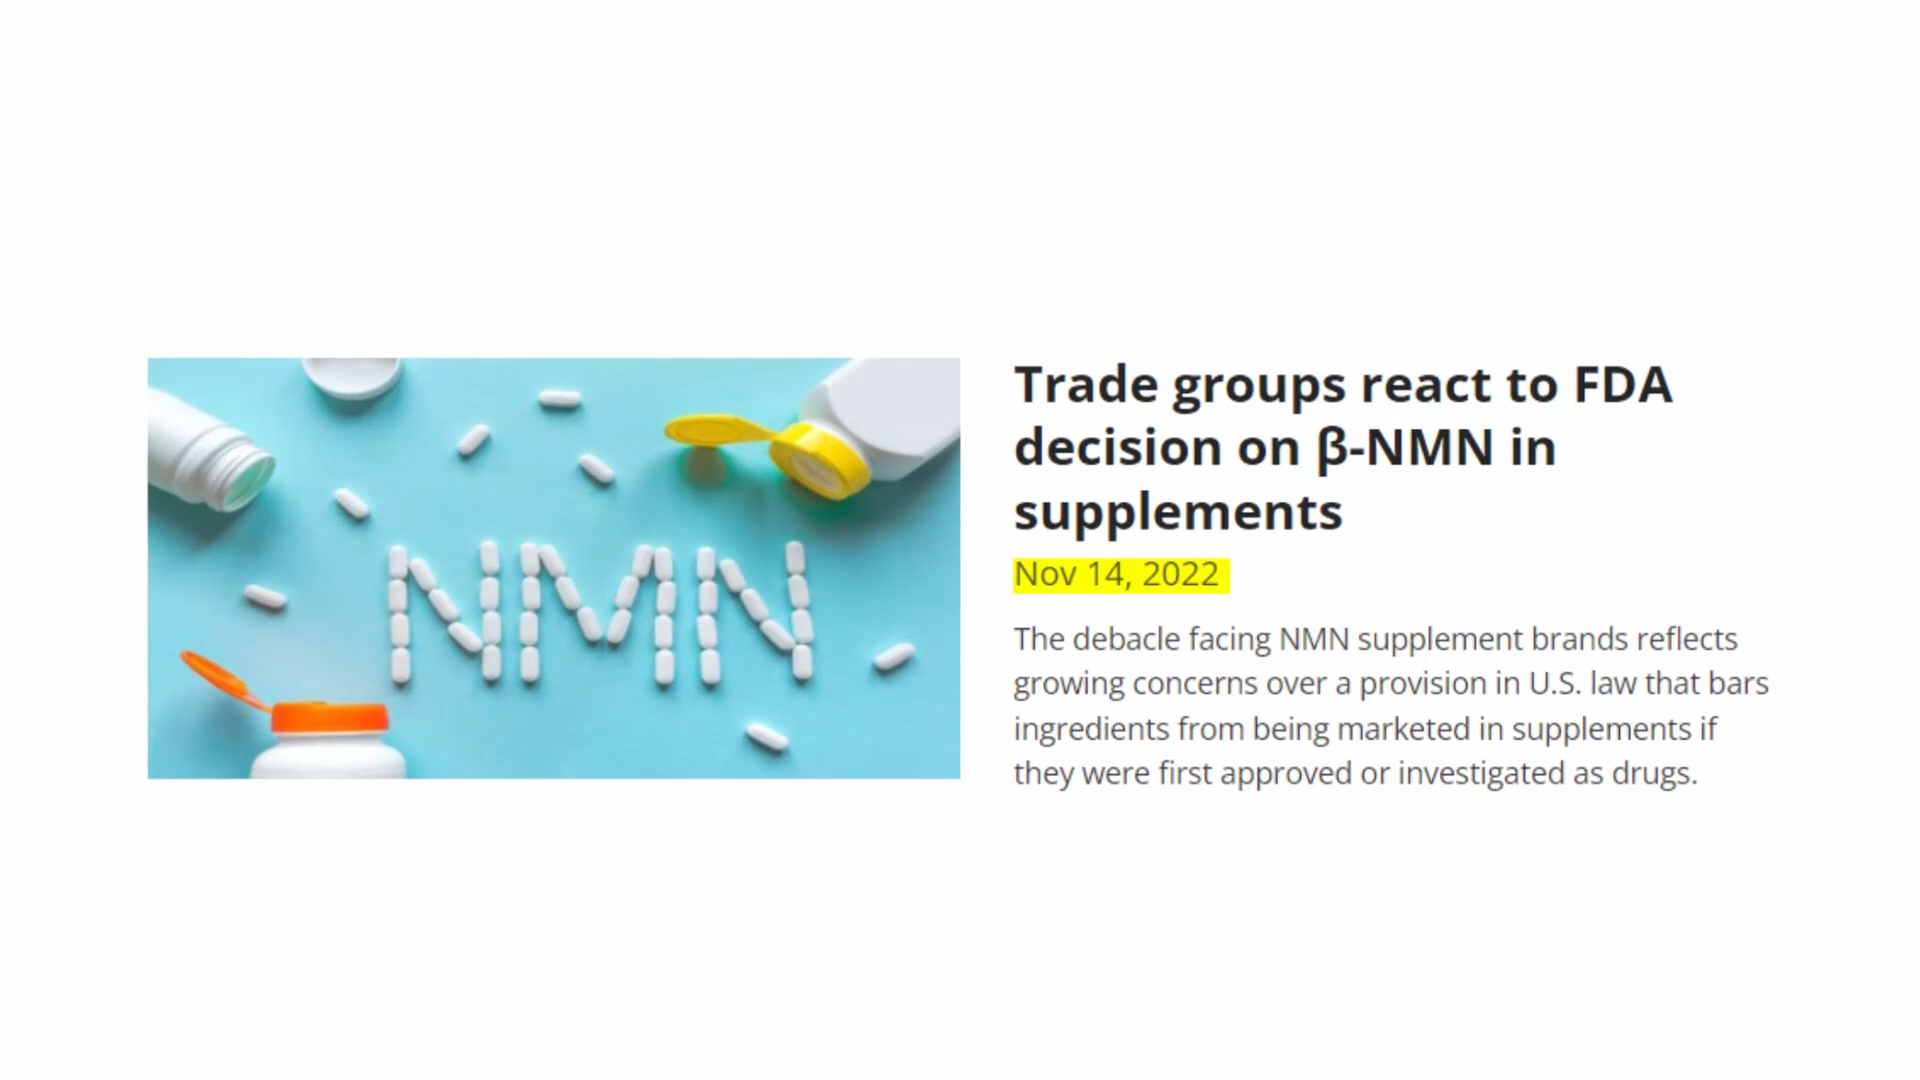 NMN
Trade groups react to FDA
decision on β-NMN in
supplements
Nov 14, 2022
The debacle facing NMN supplement brands reflects
growing concerns over a provision in U.S. law that bars
ingredients from being marketed in supplements if
they were first approved or investigated as drugs.